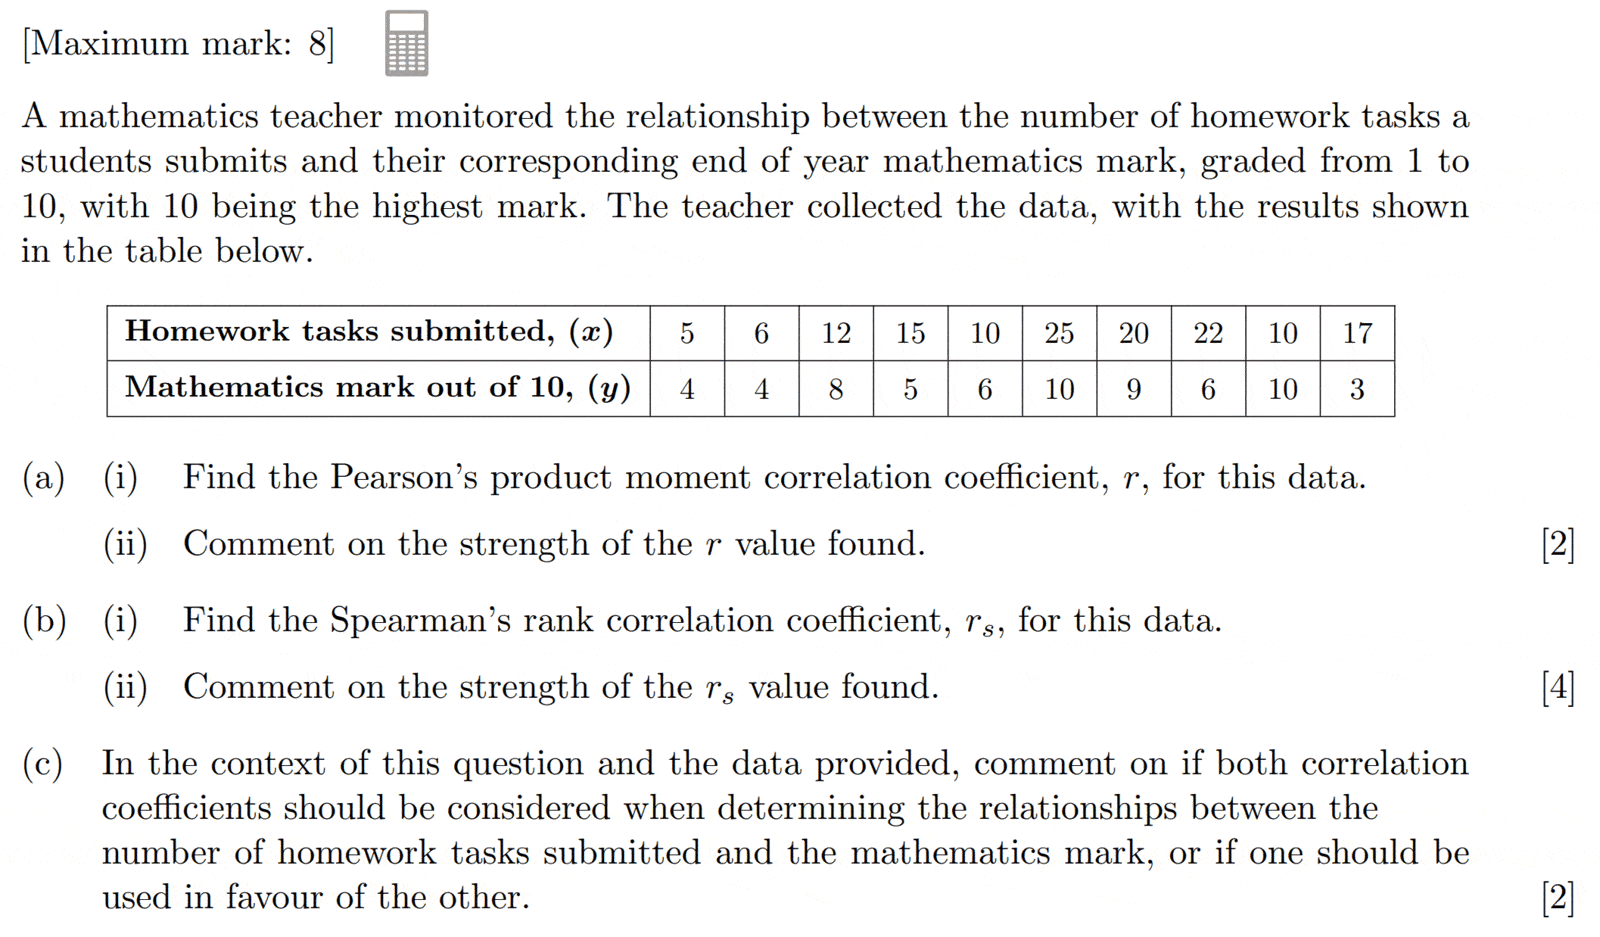 [Maximum mark: 8]
A mathematics teacher monitored the relationship between the number of homework tasks a
students submits and their corresponding end of year mathematics mark, graded from 1 to
10, with 10 being the highest mark. The teacher collected the data, with the results shown
in the table below.
Homework tasks submitted, (x) 5 6 12 15 10 25 20 22 10 17
Mathematics mark out of 10, (y) 4 4 8 5 6 10 9 6 10 3
(a) (i) Find the Pearson's product moment correlation coefficient, r, for this data.
(ii) Comment on the strength of the r value found. [2]
(b) (i) Find the Spearman's rank correlation coefficient, rₛ, for this data.
(ii) Comment on the strength of the rₛ value found. [4]
(c) In the context of this question and the data provided, comment on if both correlation
coefficients should be considered when determining the relationships between the
number of homework tasks submitted and the mathematics mark, or if one should be
used in favour of the other. [2]